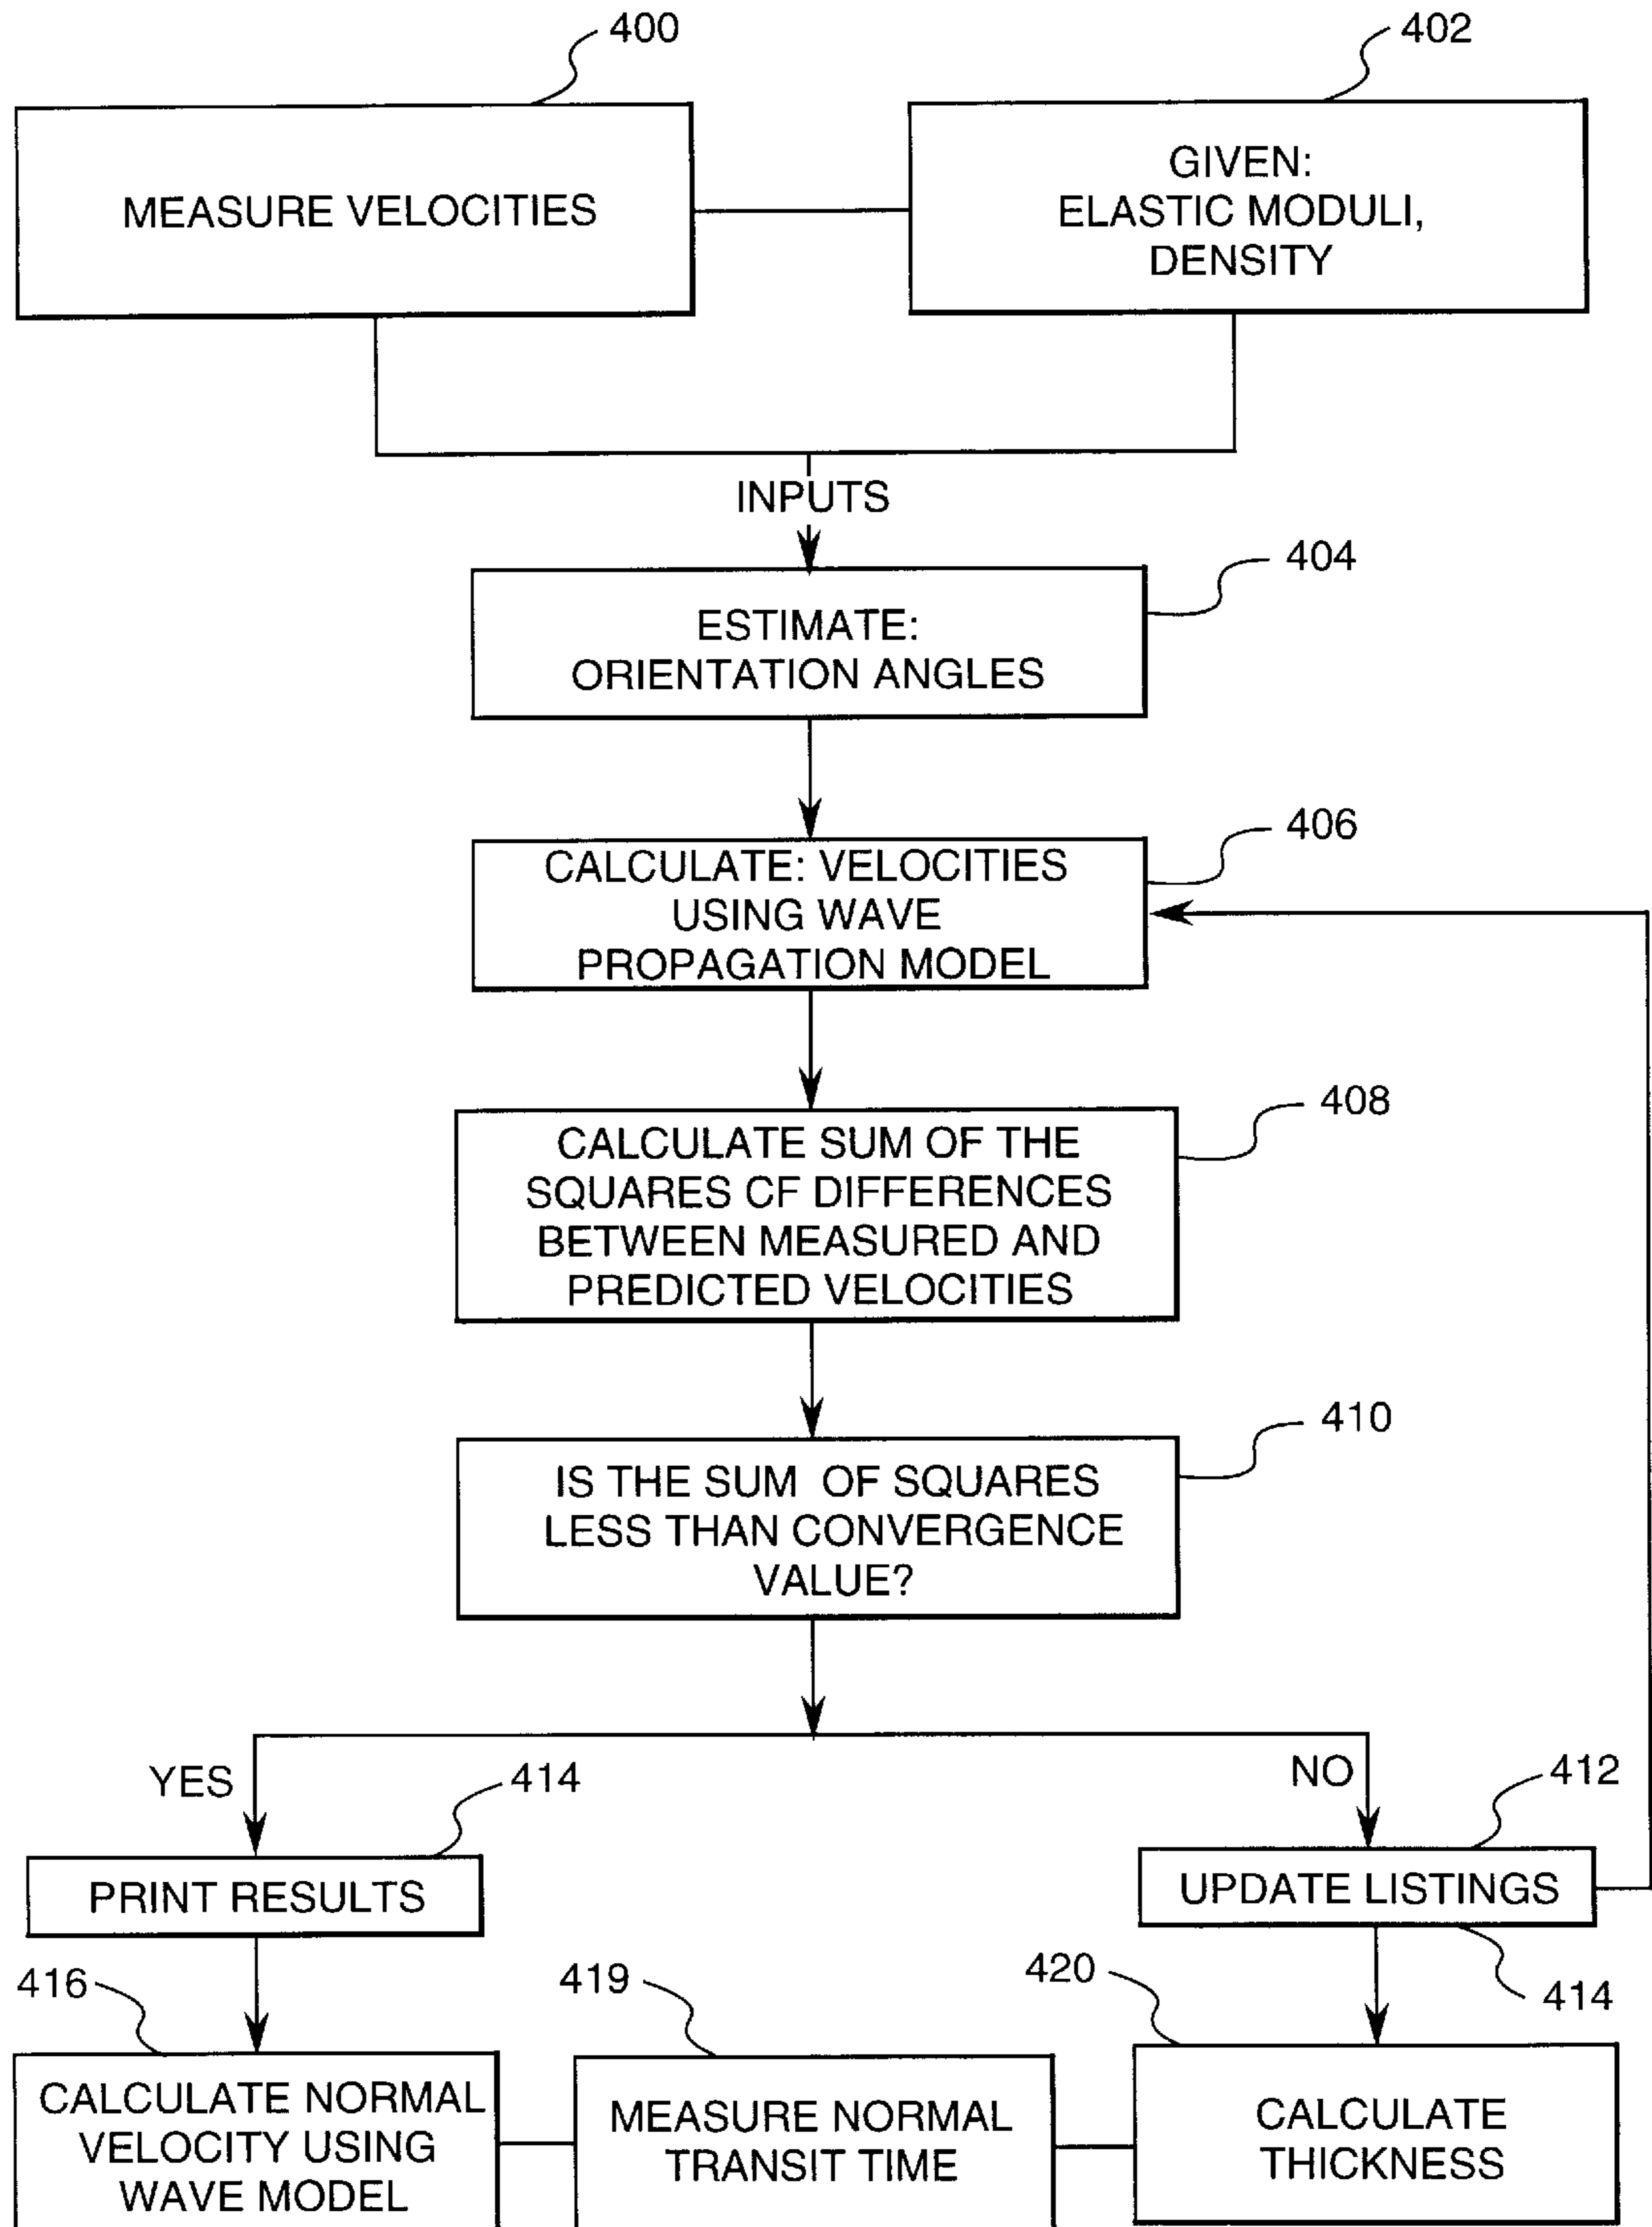 400
402
MEASURE VELOCITIES
GIVEN:
ELASTIC MODULI,
DENSITY
INPUTS
404
ESTIMATE:
ORIENTATION ANGLES
406
CALCULATE: VELOCITIES
USING WAVE
PROPAGATION MODEL
408
CALCULATE SUM OF THE
SQUARES CF DIFFERENCES
BETWEEN MEASURED AND
PREDICTED VELOCITIES
410
IS THE SUM OF SQUARES
LESS THAN CONVERGENCE
VALUE?
YES
414
NO
412
PRINT RESULTS
UPDATE LISTINGS
416
419
420
414
CALCULATE NORMAL
VELOCITY USING
WAVE MODEL
MEASURE NORMAL
TRANSIT TIME
CALCULATE
THICKNESS